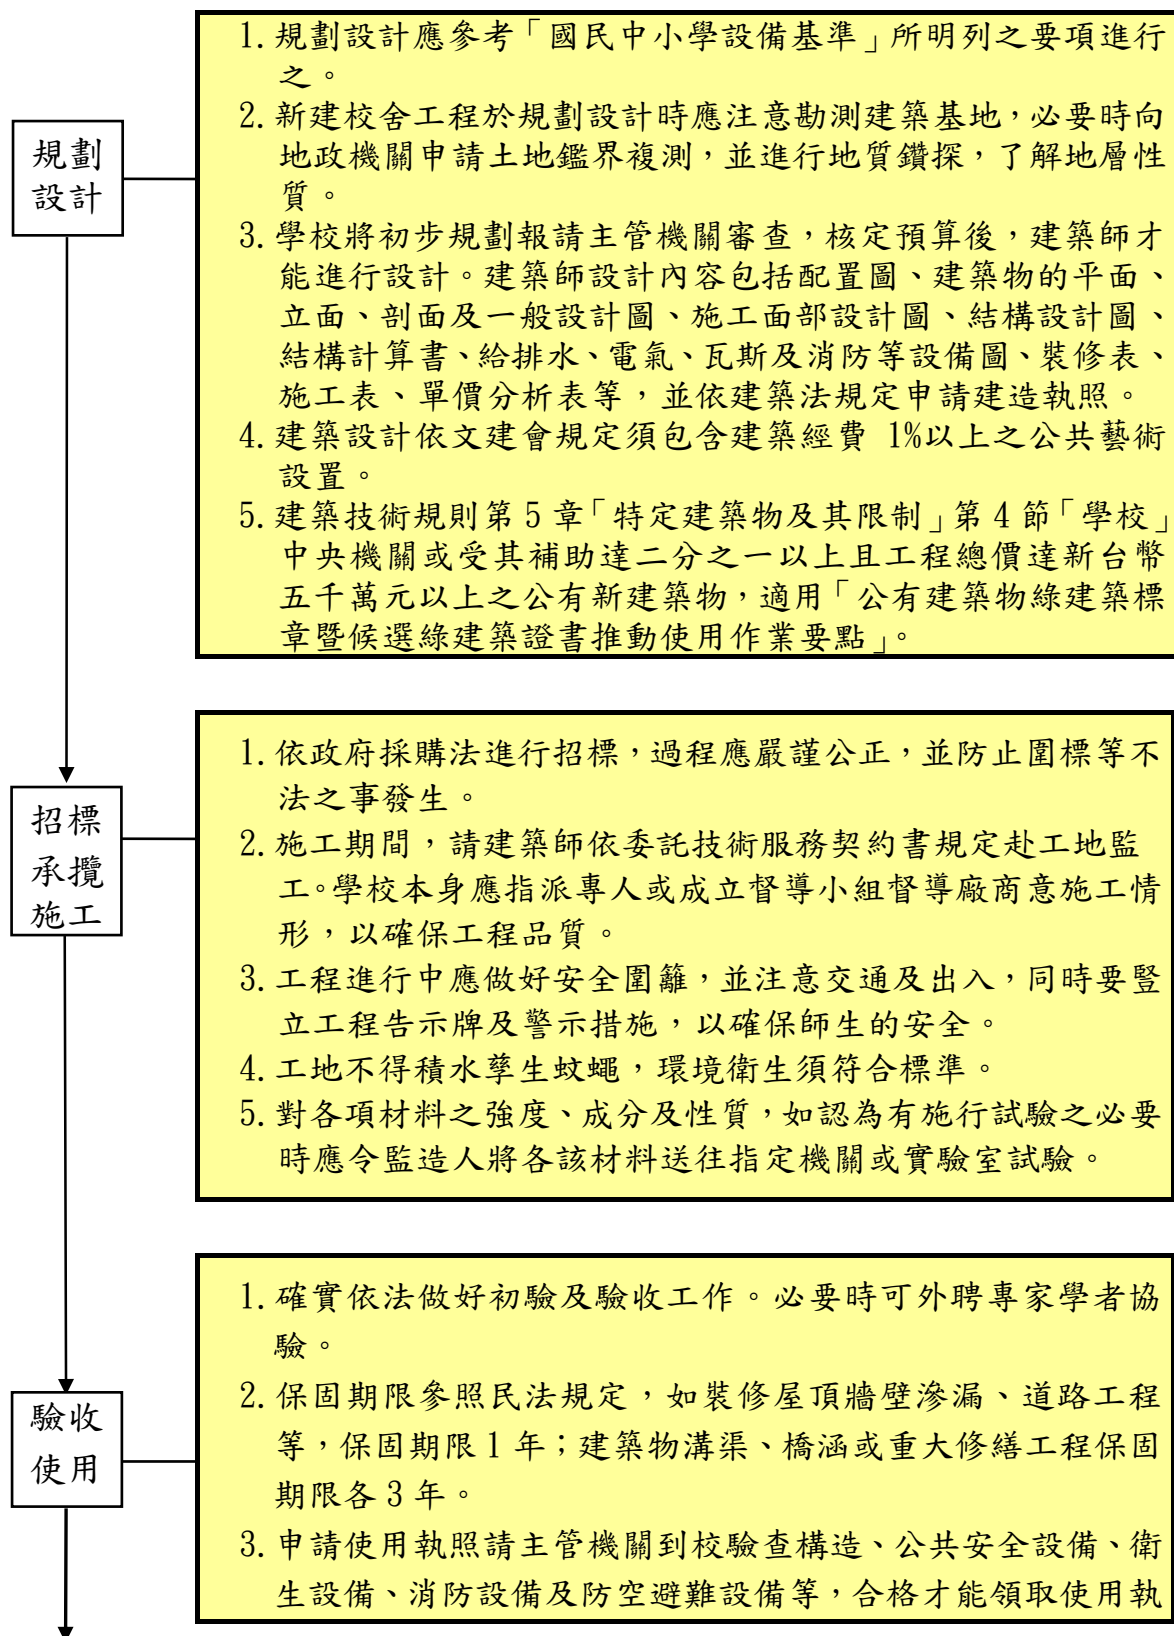 規劃
設計
1.規劃設計應參考「國民中小學設備基準」所明列之要項進行
之。
2.新建校舍工程於規劃設計時應注意勘測建築基地，必要時向
地政機關申請土地鑑界複測，並進行地質鑽探，了解地層性
質。
3.學校將初步規劃報請主管機關審查，核定預算後，建築師才
能進行設計。建築師設計內容包括配置圖、建築物的平面、
立面、剖面及一般設計圖、施工面部設計圖、結構設計圖、
結構計算書、給排水、電氣、瓦斯及消防等設備圖、裝修表、
施工表、單價分析表等，並依建築法規定申請建造執照。
4.建築設計依文建會規定須包含建築經費 1%以上之公共藝術
設置。
5.建築技術規則第 5 章「特定建築物及其限制」第 4 節「學校」
中央機關或受其補助達二分之一以上且工程總價達新台幣
五千萬元以上之公有新建築物，適用「公有建築物綠建築標
章暨候選綠建築證書推動使用作業要點」。
招標
承攬
施工
1.依政府採購法進行招標，過程應嚴謹公正，並防止圍標等不
法之事發生。
2.施工期間，請建築師依委託技術服務契約書規定赴工地監
工。學校本身應指派專人或成立督導小組督導廠商意施工情
形，以確保工程品質。
3.工程進行中應做好安全圍籬，並注意交通及出入，同時要豎
立工程告示牌及警示措施，以確保師生的安全。
4.工地不得積水孳生蚊蠅，環境衛生須符合標準。
5.對各項材料之強度、成分及性質，如認為有施行試驗之必要
時應令監造人將各該材料送往指定機關或實驗室試驗。
驗收
使用
1.確實依法做好初驗及驗收工作。必要時可外聘專家學者協
驗。
2.保固期限參照民法規定，如裝修屋頂牆壁滲漏、道路工程
等，保固期限 1 年；建築物溝渠、橋涵或重大修繕工程保固
期限各 3 年。
3.申請使用執照請主管機關到校驗查構造、公共安全設備、衛
生設備、消防設備及防空避難設備等，合格才能領取使用執